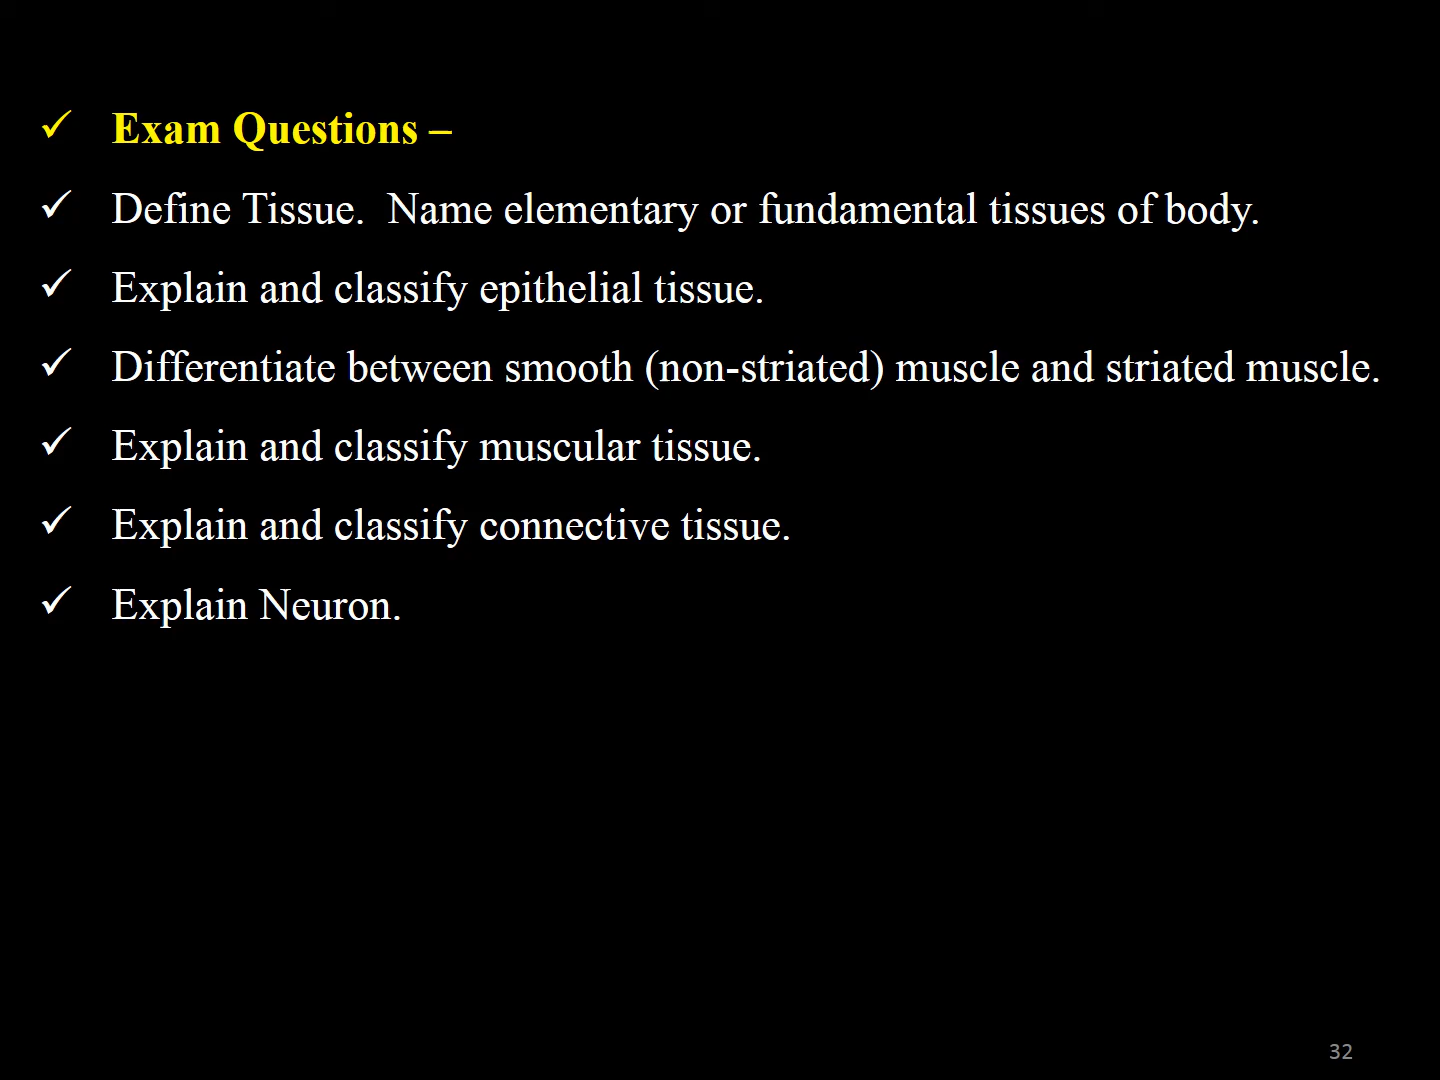 ✓ Exam Questions –
✓ Define Tissue.  Name elementary or fundamental tissues of body.
✓ Explain and classify epithelial tissue.
✓ Differentiate between smooth (non-striated) muscle and striated muscle.
✓ Explain and classify muscular tissue.
✓ Explain and classify connective tissue.
✓ Explain Neuron.
32